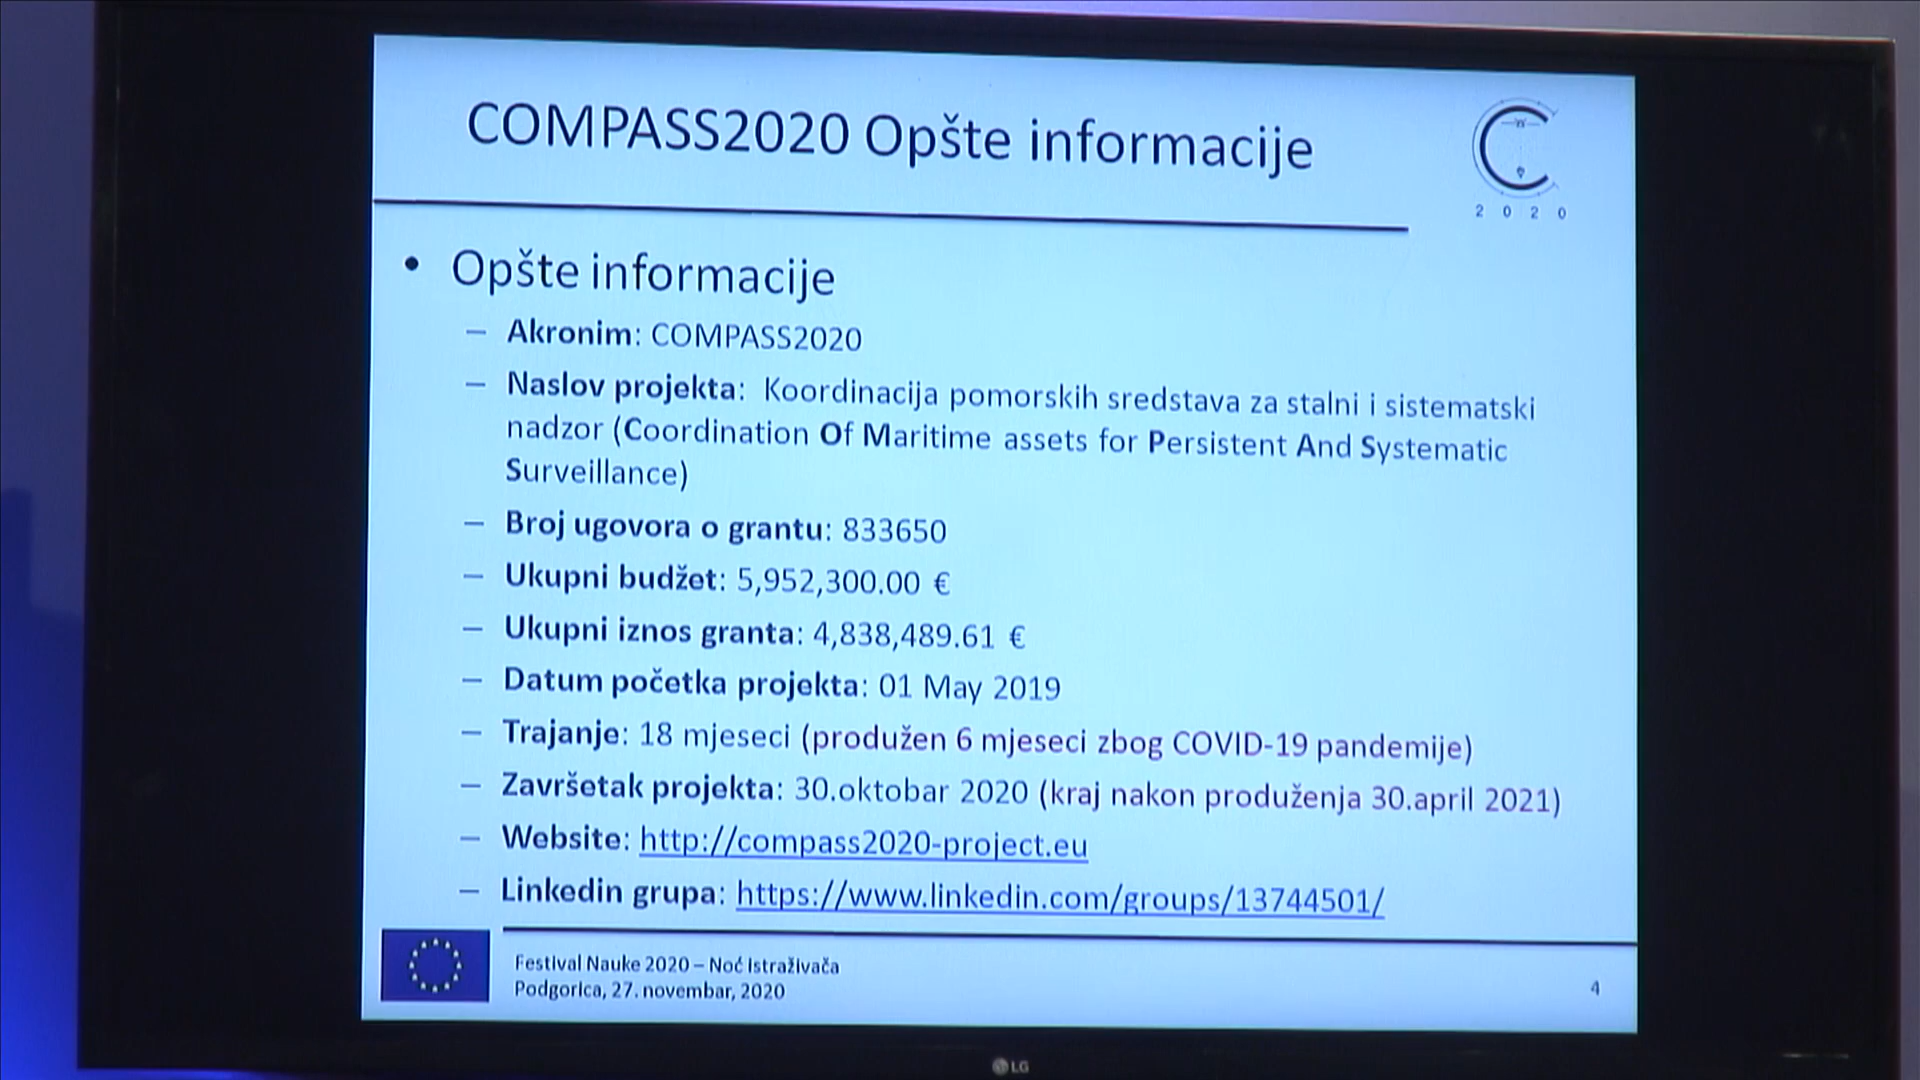 COMPASS2020 Opšte informacije
2 0 2 0
• Opšte informacije
– Akronim: COMPASS2020
– Naslov projekta: Koordinacija pomorskih sredstava za stalni i sistematski
nadzor (Coordination Of Maritime assets for Persistent And Systematic
Surveillance)
– Broj ugovora o grantu: 833650
– Ukupni budžet: 5,952,300.00 €
– Ukupni iznos granta: 4,838,489.61 €
– Datum početka projekta: 01 May 2019
– Trajanje: 18 mjeseci (produžen 6 mjeseci zbog COVID-19 pandemije)
– Završetak projekta: 30.oktobar 2020 (kraj nakon produženja 30.april 2021)
– Website: http://compass2020-project.eu
– Linkedin grupa: https://www.linkedin.com/groups/13744501/
Festival Nauke 2020 – Noć Istraživača
Podgorica, 27. novembar, 2020
4
LG